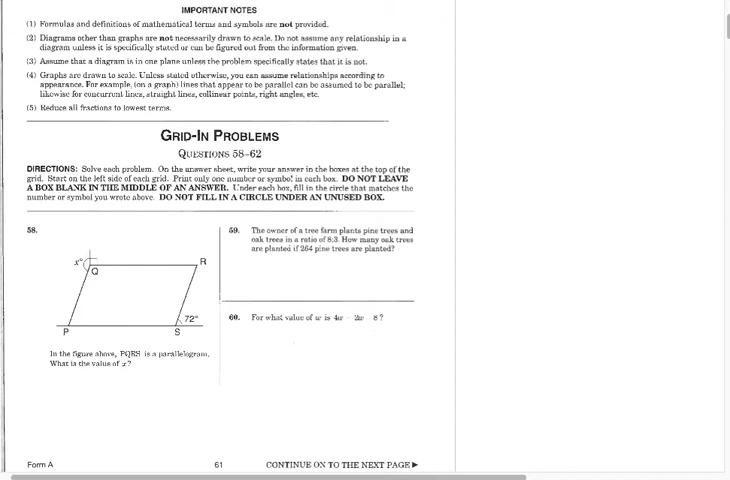 IMPORTANT NOTES
(1) Formulas and definitions of mathematical terms and symbols are not provided.
(2) Diagrams other than graphs are not necessarily drawn to scale. Do not assume any relationship in a
diagram unless it is specifically stated or can be figured out from the information given.
(3) Assume that a diagram is in one plane unless the problem specifically states that it is not.
(4) Graphs are drawn to scale. Unless stated otherwise, you can assume relationships according to
appearance. For example, (on a graph) lines that appear to be parallel can be assumed to be parallel;
likewise for concurrent lines, straight lines, collinear points, right angles, etc.
(5) Reduce all fractions to lowest terms.
GRID-IN PROBLEMS
QUESTIONS 58–62
DIRECTIONS: Solve each problem. On the answer sheet, write your answer in the boxes at the top of the
grid. Start on the left side of each grid. Print only one number or symbol in each box. DO NOT LEAVE
A BOX BLANK IN THE MIDDLE OF AN ANSWER. Under each box, fill in the circle that matches the
number or symbol you wrote above. DO NOT FILL IN A CIRCLE UNDER AN UNUSED BOX.
58.
x°
Q
R
72°
P
S
In the figure above, PQRS is a parallelogram.
What is the value of x?
59. The owner of a tree farm plants pine trees and
oak trees in a ratio of 8:3. How many oak trees
are planted if 264 pine trees are planted?
60. For what value of w is 4w 2w 8 ?
Form A
61
CONTINUE ON TO THE NEXT PAGE ▶